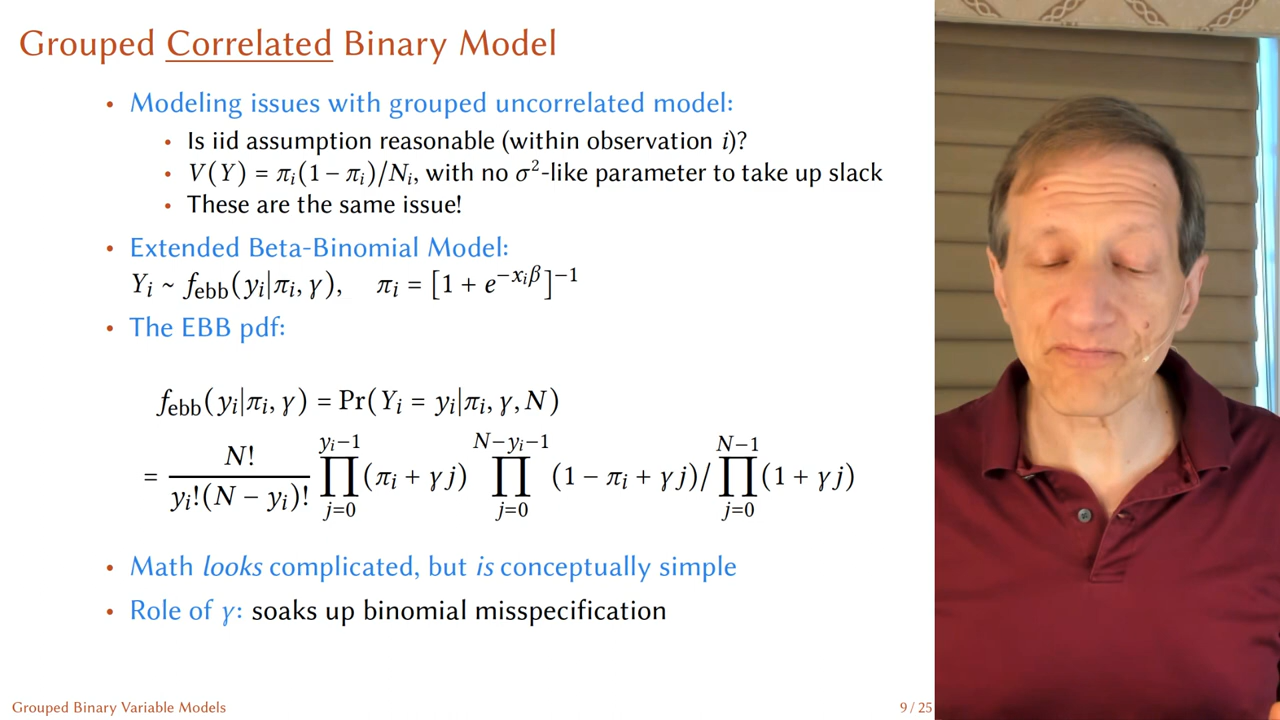 Grouped Correlated Binary Model
• Modeling issues with grouped uncorrelated model:
• Is iid assumption reasonable (within observation i)?
• V(Y) = πᵢ(1 − πᵢ)/Nᵢ, with no σ²-like parameter to take up slack
• These are the same issue!
• Extended Beta-Binomial Model:
Yᵢ ~ f_ebb(yᵢ|πᵢ, γ), πᵢ = [1 + e^{−xᵢβ}]⁻¹
• The EBB pdf:
f_ebb(yᵢ|πᵢ, γ) = Pr(Yᵢ = yᵢ|πᵢ, γ, N)
= \frac{N!}{yᵢ!(N − yᵢ)!} ∏_{j=0}^{yᵢ−1}(πᵢ + γj) ∏_{j=0}^{N−yᵢ−1}(1 − πᵢ + γj)/∏_{j=0}^{N−1}(1 + γj)
• Math looks complicated, but is conceptually simple
• Role of γ: soaks up binomial misspecification
Grouped Binary Variable Models
9 / 25